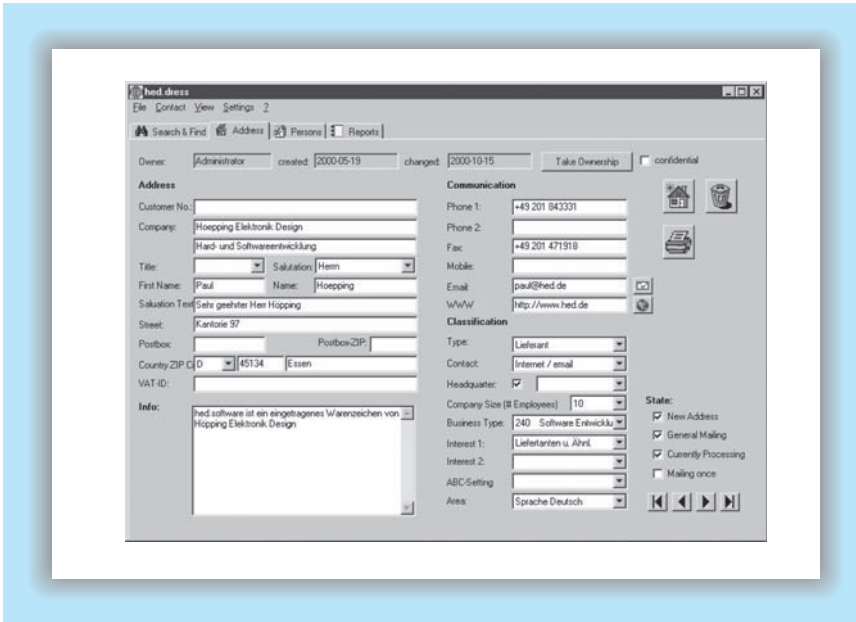 hed.dress
File Contact View Settings ?
Search & Find Address Persons Reports
Owner: Administrator created: 2000-05-19 changed: 2000-10-15 Take Ownership confidential
Address
Customer No.:
Company: Hoepping Elektronik Design
Hard- und Softwareentwicklung
Title: Salutation: Herrn
First Name: Paul Name: Hoepping
Saluation Text Sehr geehrter Herr Höpping
Street: Kantorie 97
Postbox: Postbox-ZIP:
Country ZIP C D 45134 Essen
VAT-ID:
Info: hed.software ist ein eingetragenes Warenzeichen von
Höpping Elektronik Design
Communication
Phone 1: +49 201 843331
Phone 2:
Fax: +49 201 471918
Mobile:
Email: paul@hed.de
WWW http://www.hed.de
Classification
Type: Lieferant
Contact: Internet / email
Headquarter:
Company Size (# Employees) 10
Business Type: 240 Software Entwicklu
Interest 1: Liefertanten u. Ähnl.
Interest 2:
ABC-Setting
Area: Sprache Deutsch
State:
New Address
General Mailing
Currently Processing
Mailing once